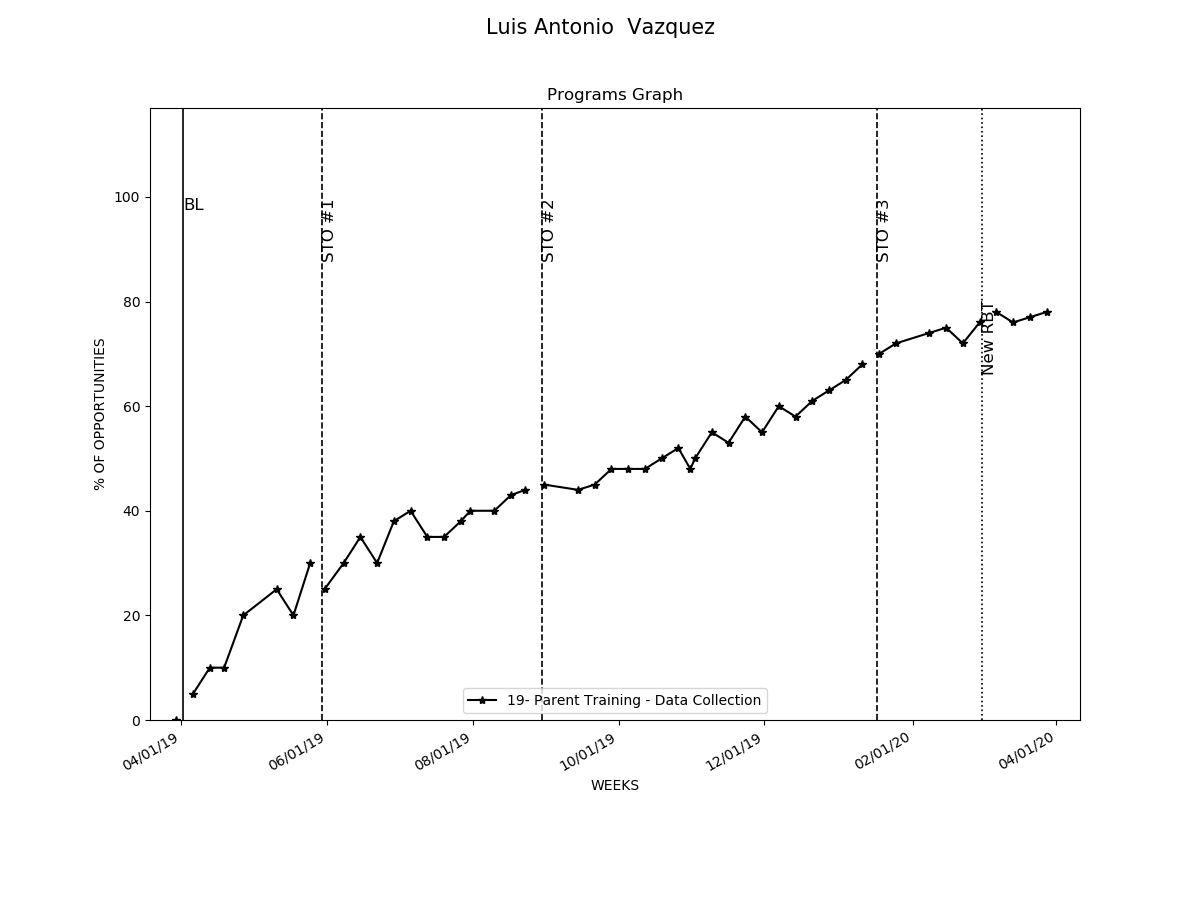 Luis Antonio  Vazquez
Programs Graph
100
80
60
40
20
0
% OF OPPORTUNITIES
BL
STO #1
STO #2
STO #3
New RBT
19- Parent Training - Data Collection
04/01/19
06/01/19
08/01/19
10/01/19
12/01/19
02/01/20
04/01/20
WEEKS